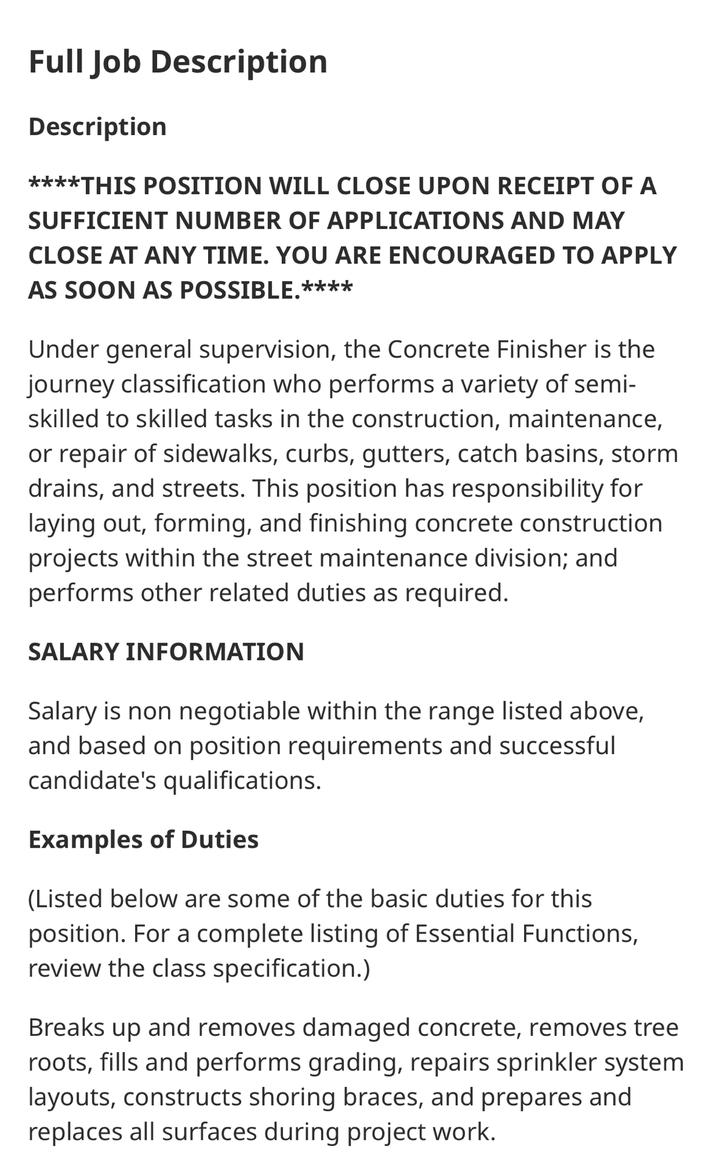 Full Job Description
Description
****THIS POSITION WILL CLOSE UPON RECEIPT OF A
SUFFICIENT NUMBER OF APPLICATIONS AND MAY
CLOSE AT ANY TIME. YOU ARE ENCOURAGED TO APPLY
AS SOON AS POSSIBLE.****
Under general supervision, the Concrete Finisher is the
journey classification who performs a variety of semi-
skilled to skilled tasks in the construction, maintenance,
or repair of sidewalks, curbs, gutters, catch basins, storm
drains, and streets. This position has responsibility for
laying out, forming, and finishing concrete construction
projects within the street maintenance division; and
performs other related duties as required.
SALARY INFORMATION
Salary is non negotiable within the range listed above,
and based on position requirements and successful
candidate's qualifications.
Examples of Duties
(Listed below are some of the basic duties for this
position. For a complete listing of Essential Functions,
review the class specification.)
Breaks up and removes damaged concrete, removes tree
roots, fills and performs grading, repairs sprinkler system
layouts, constructs shoring braces, and prepares and
replaces all surfaces during project work.